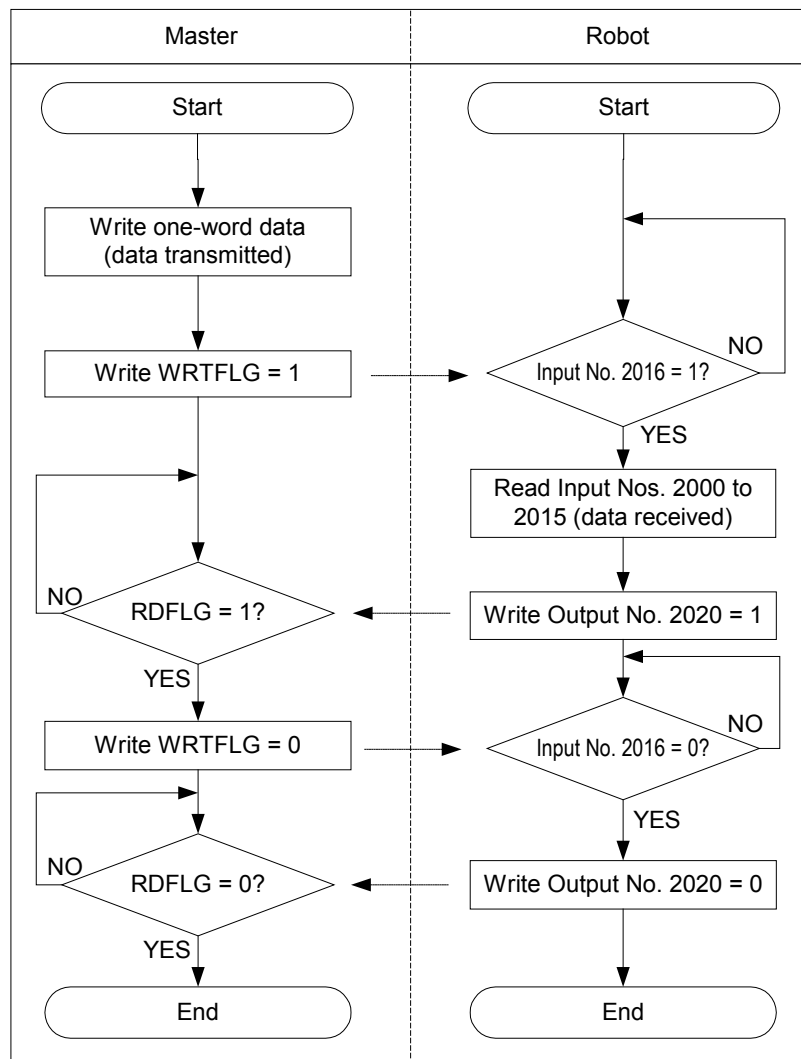 Master
Robot
Start
Start
Write one-word data
(data transmitted)
Write WRTFLG = 1
Input No. 2016 = 1?
NO
YES
Read Input Nos. 2000 to
2015 (data received)
NO
RDFLG = 1?
YES
Write Output No. 2020 = 1
Write WRTFLG = 0
Input No. 2016 = 0?
NO
YES
NO
RDFLG = 0?
YES
Write Output No. 2020 = 0
End
End